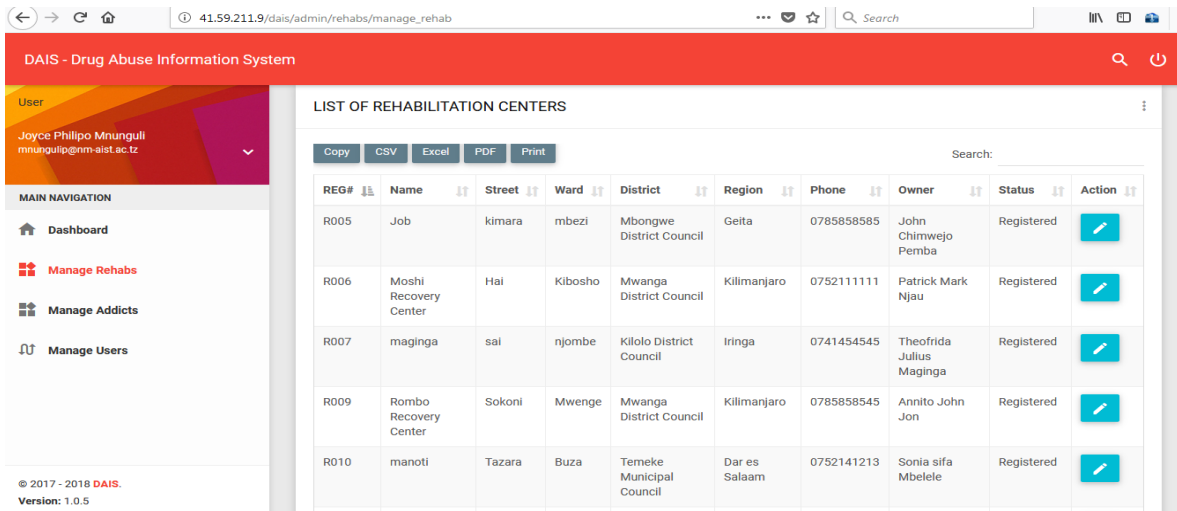 41.59.211.9/dais/admin/rehabs/manage_rehab
Search
DAIS - Drug Abuse Information System
User
Joyce Philipo Mnunguli
mnungulip@nm-aist.ac.tz
MAIN NAVIGATION
Dashboard
Manage Rehabs
Manage Addicts
Manage Users
© 2017 - 2018 DAIS.
Version: 1.0.5
LIST OF REHABILITATION CENTERS
Copy CSV Excel PDF Print
Search:
REG# Name Street Ward District Region Phone Owner Status Action
R005 Job kimara mbezi Mbongwe Geita 0785858585 John Registered
District Council Chimwejo
Pemba
R006 Moshi Hai Kibosho Mwanga Kilimanjaro 0752111111 Patrick Mark Registered
Recovery District Council Njau
Center
R007 maginga sai njombe Kilolo District Iringa 0741454545 Theofrida Registered
Council Julius
Maginga
R009 Rombo Sokoni Mwenge Mwanga Kilimanjaro 0785858545 Annito John Registered
Recovery District Council Jon
Center
R010 manoti Tazara Buza Temeke Dar es 0752141213 Sonia sifa Registered
Municipal Salaam Mbelele
Council